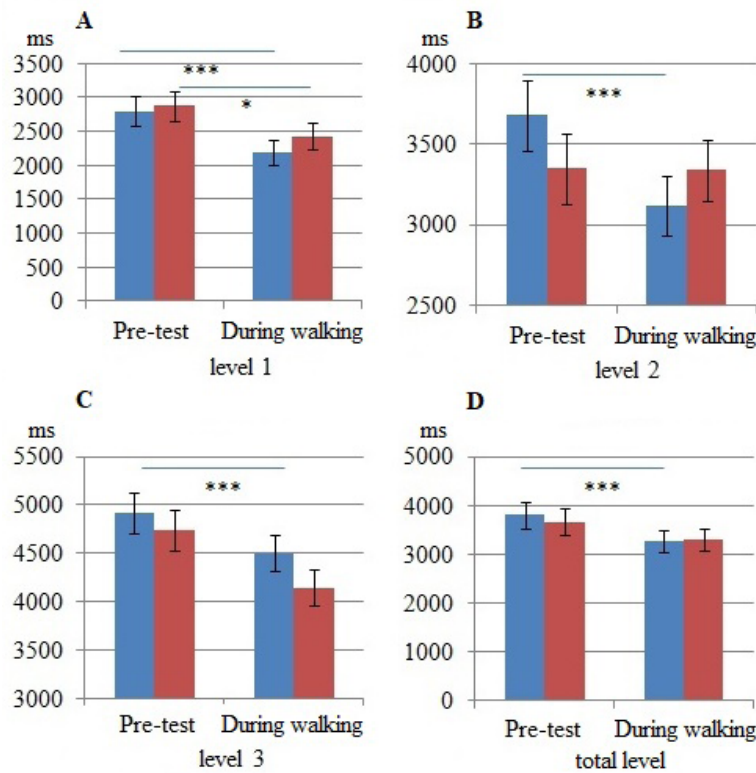 A
ms
3500
3000
2500
2000
1500
1000
500
0
***
*
Pre-test During walking
level 1
B
ms
4000
3500
3000
2500
***
Pre-test During walking
level 2
C
ms
5500
5000
4500
4000
3500
3000
***
Pre-test During walking
level 3
D
ms
5000
4000
3000
2000
1000
0
***
Pre-test During walking
total level